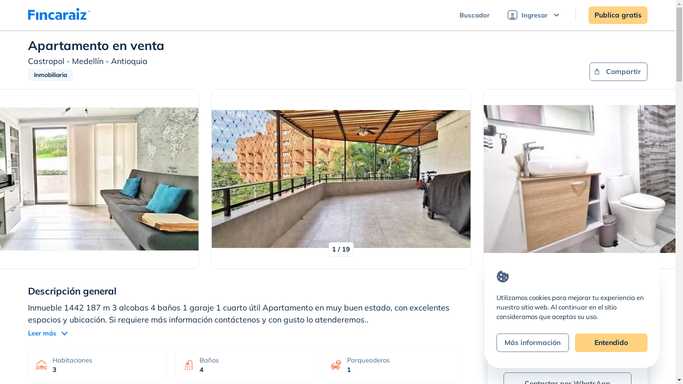 Fincaraiz
Buscador
Ingresar
Publica gratis
Apartamento en venta
Castropol - Medellín - Antioquia
Inmobiliaria
Compartir
1 / 19
Descripción general
Inmueble 1442 187 m 3 alcobas 4 baños 1 garaje 1 cuarto útil Apartamento en muy buen estado, con excelentes
espacios y ubicación. Si requiere más información contáctenos y con gusto lo atenderemos..
Leer más
Habitaciones
3
Baños
4
Parqueaderos
1
Utilizamos cookies para mejorar tu experiencia en
nuestro sitio web. Al continuar en el sitio
consideramos que aceptas su uso.
Más información
Entendido
Contactar por WhatsApp